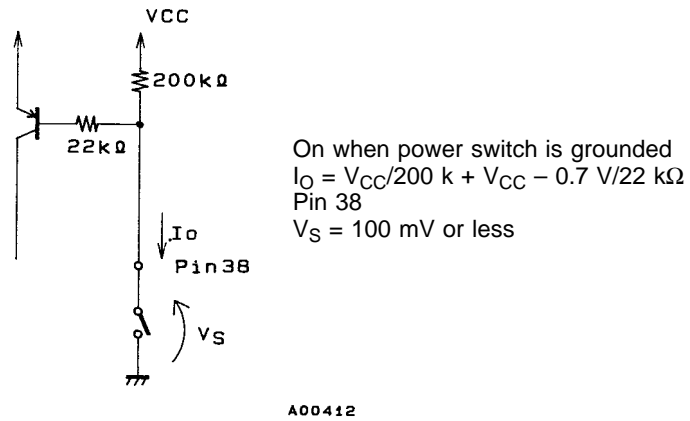 VCC
200kΩ
22kΩ
Io
Pin38
VS
On when power switch is grounded
IO = VCC/200 k + VCC – 0.7 V/22 kΩ
Pin 38
VS = 100 mV or less
A00412